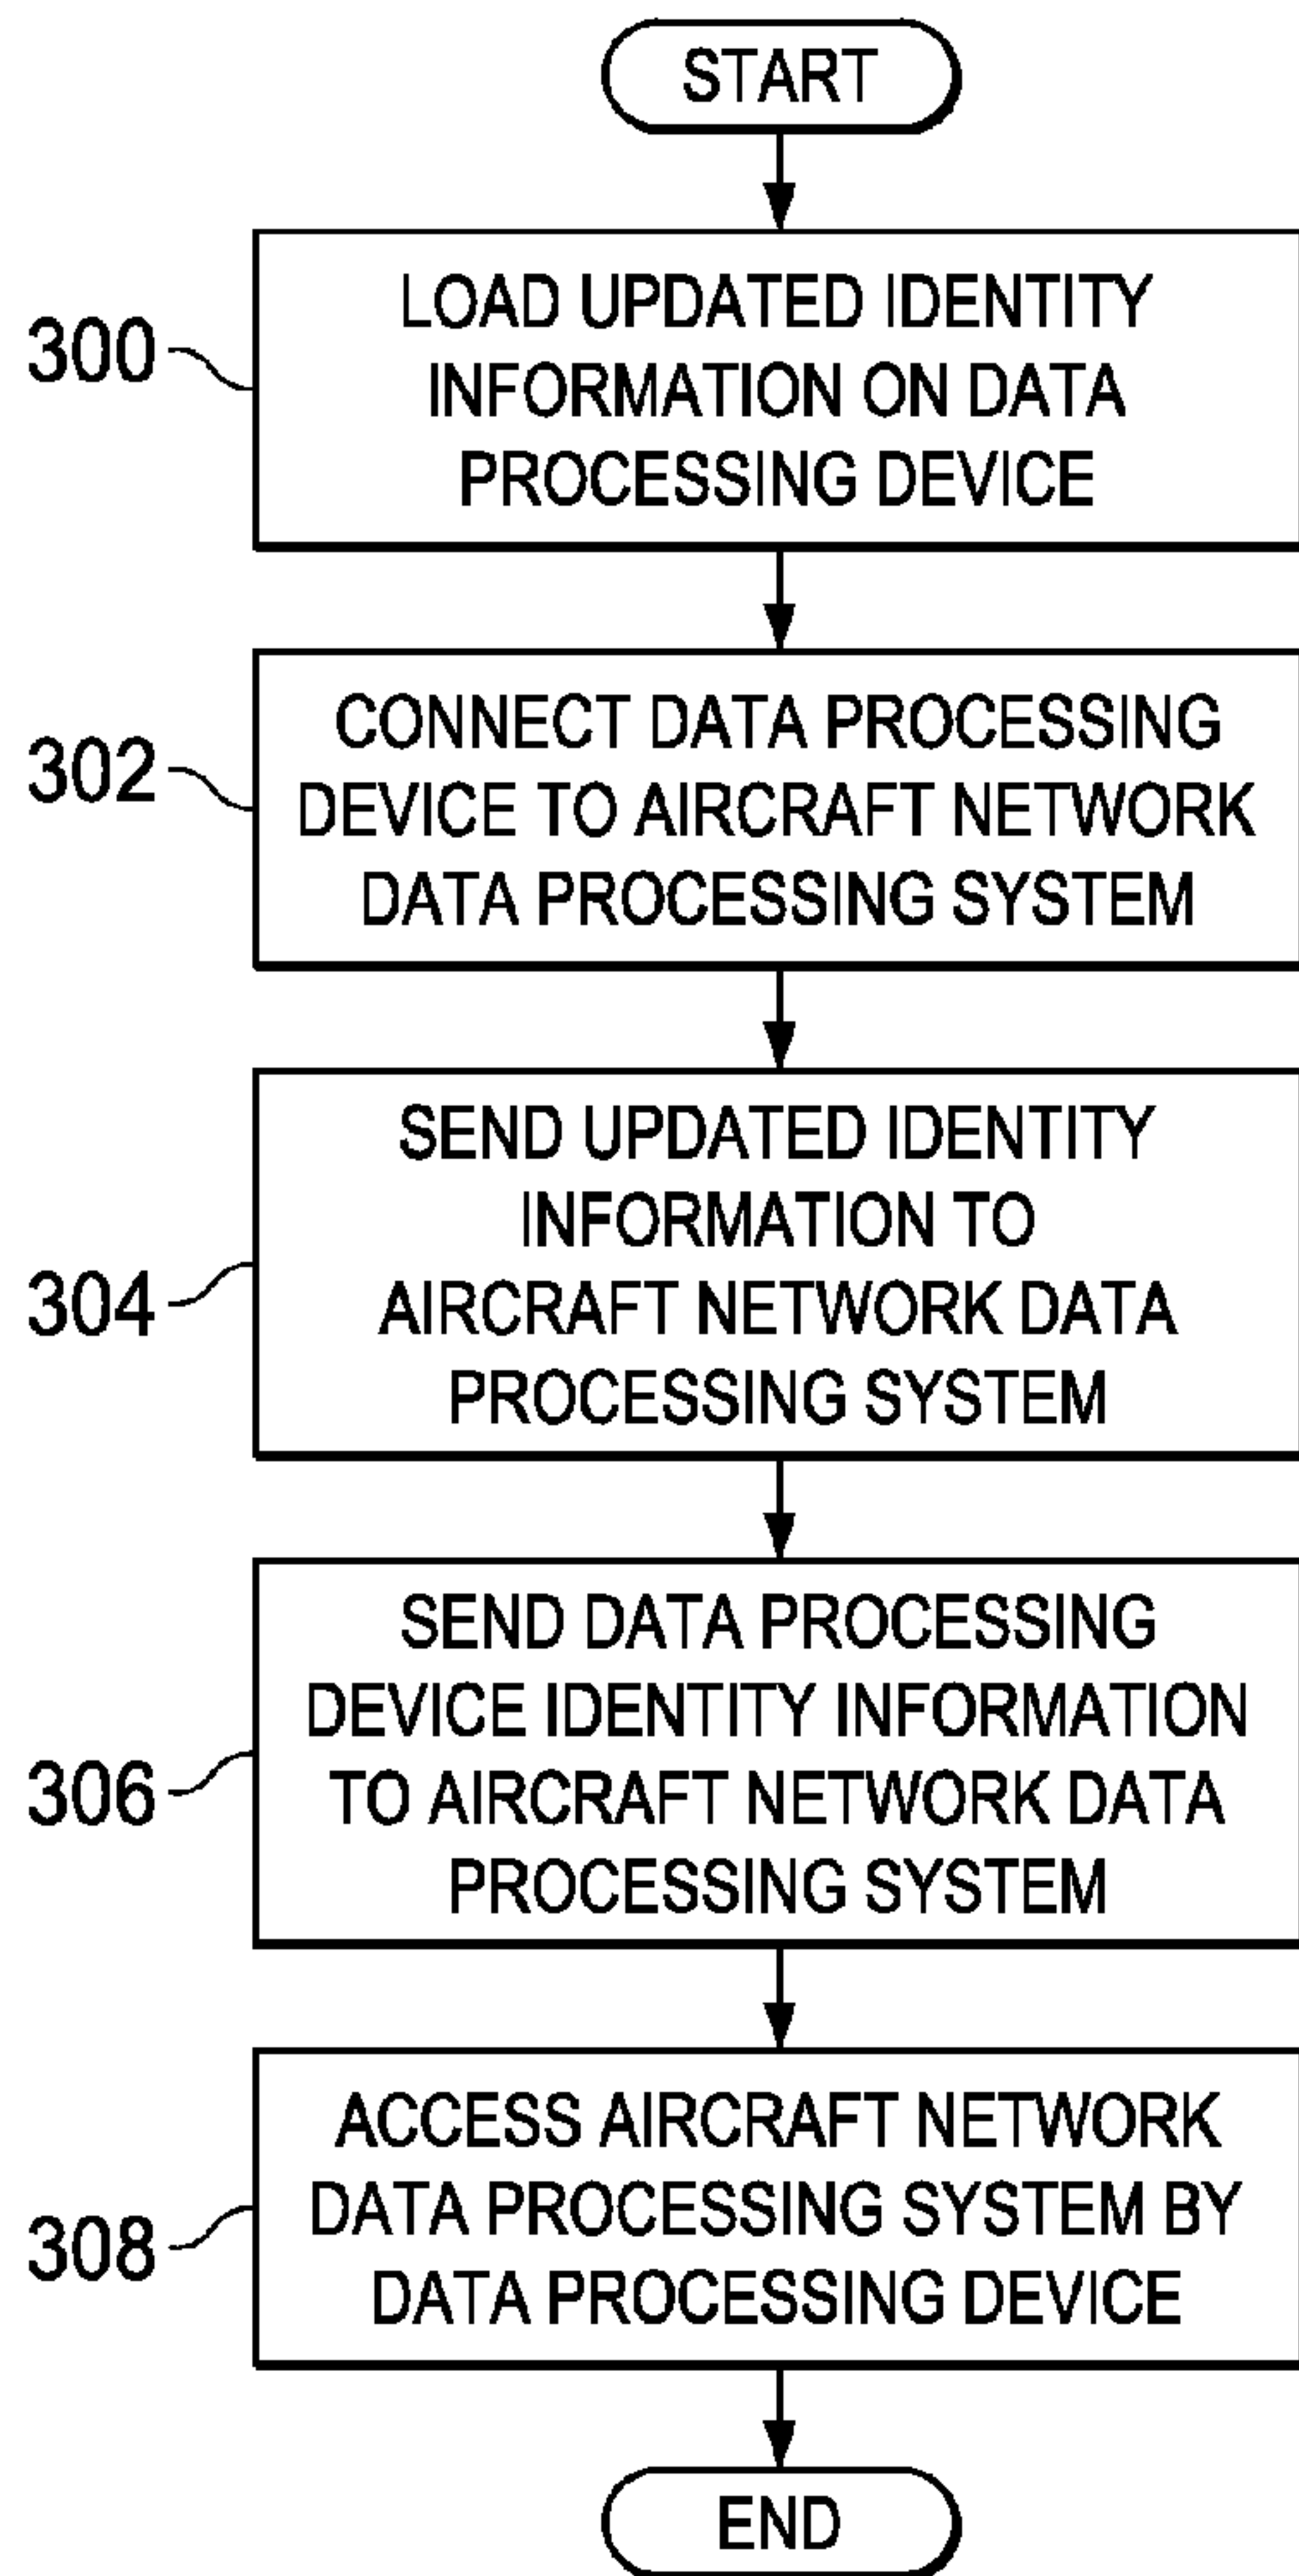 START
300
LOAD UPDATED IDENTITY
INFORMATION ON DATA
PROCESSING DEVICE
302
CONNECT DATA PROCESSING
DEVICE TO AIRCRAFT NETWORK
DATA PROCESSING SYSTEM
304
SEND UPDATED IDENTITY
INFORMATION TO
AIRCRAFT NETWORK DATA
PROCESSING SYSTEM
306
SEND DATA PROCESSING
DEVICE IDENTITY INFORMATION
TO AIRCRAFT NETWORK DATA
PROCESSING SYSTEM
308
ACCESS AIRCRAFT NETWORK
DATA PROCESSING SYSTEM BY
DATA PROCESSING DEVICE
END